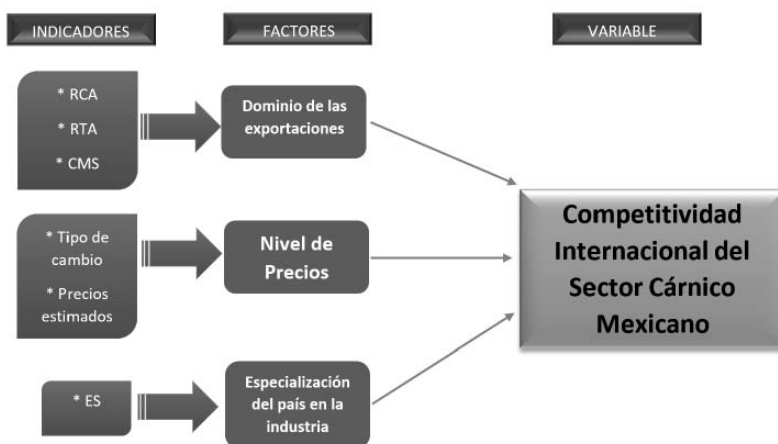 INDICADORES
FACTORES
VARIABLE
* RCA
* RTA
* CMS
Dominio de las
exportaciones
* Tipo de
cambio
* Precios
estimados
Nivel de
Precios
* ES
Especialización
del país en la
industria
Competitividad
Internacional del
Sector Cárnico
Mexicano